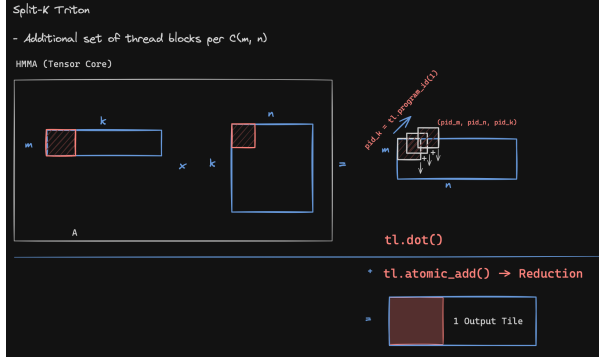 Split-K Triton
- Additional set of thread blocks per C(m, n)
HMMA (Tensor Core)
k
m
x
n
k
=
pid_k = tl.program_id(1)
(pid_m, pid_n, pid_k)
m
+
+
n
A
tl.dot()
+ tl.atomic_add() → Reduction
=
1 Output Tile